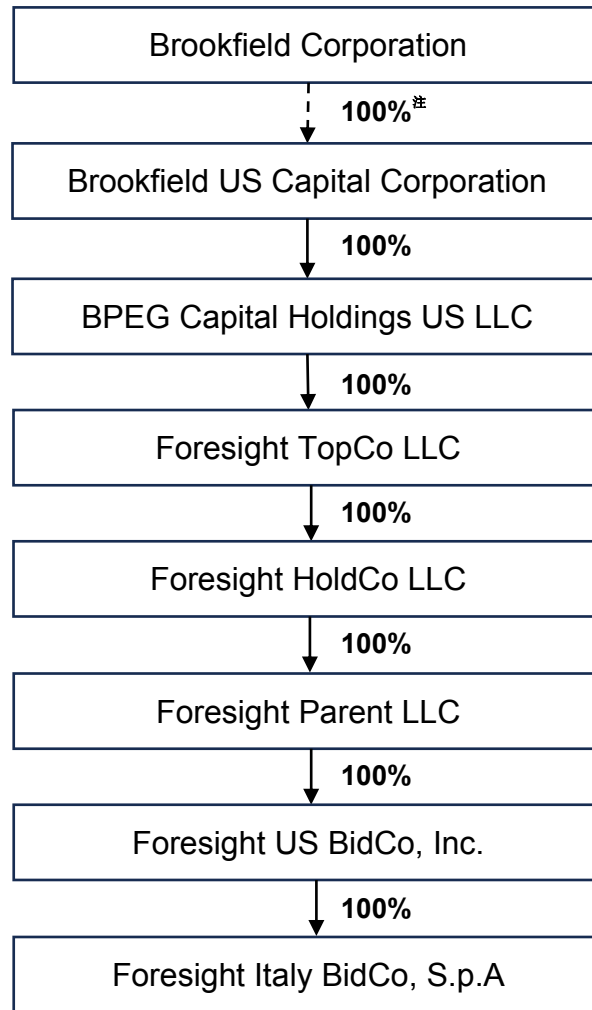 Brookfield Corporation
100%注
Brookfield US Capital Corporation
100%
BPEG Capital Holdings US LLC
100%
Foresight TopCo LLC
100%
Foresight HoldCo LLC
100%
Foresight Parent LLC
100%
Foresight US BidCo, Inc.
100%
Foresight Italy BidCo, S.p.A